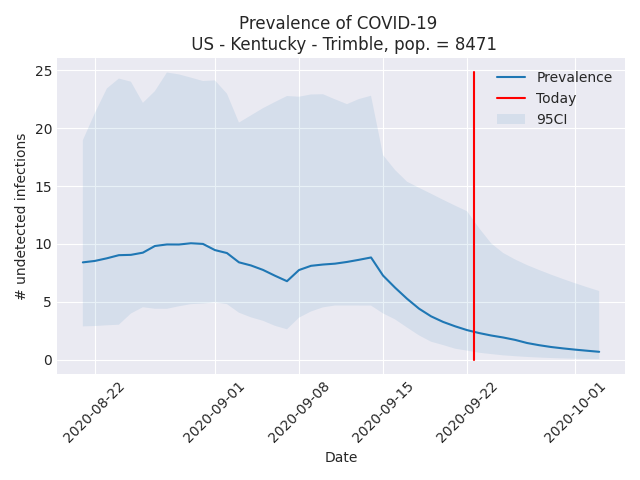 Prevalence of COVID-19
US - Kentucky - Trimble, pop. = 8471
25
20
15
10
5
0
# undetected infections
Prevalence
Today
95CI
2020-08-22
2020-09-01
2020-09-08
2020-09-15
2020-09-22
2020-10-01
Date